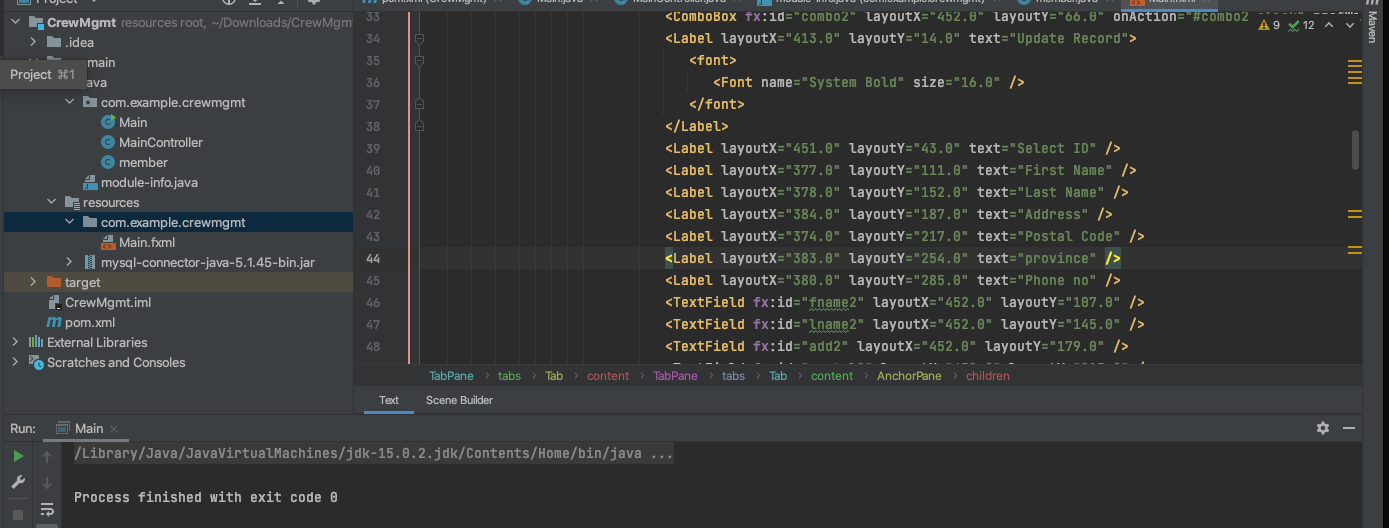 Project
pom.xml (CrewMgmt)
Main.java
MainController.java
module-info.java (com.example.crewmgmt)
member.java
Main.fxml
CrewMgmt resources root, ~/Downloads/CrewMgm
.idea
main
Project ⌘1
ava
com.example.crewmgmt
Main
MainController
member
module-info.java
resources
com.example.crewmgmt
Main.fxml
mysql-connector-java-5.1.45-bin.jar
target
CrewMgmt.iml
pom.xml
External Libraries
Scratches and Consoles
33 <ComboBox fx:id="combo2" layoutX="452.0" layoutY="66.0" onAction="#combo2
34 <Label layoutX="413.0" layoutY="14.0" text="Update Record">
35 <font>
36 <Font name="System Bold" size="16.0" />
37 </font>
38 </Label>
39 <Label layoutX="451.0" layoutY="43.0" text="Select ID" />
40 <Label layoutX="377.0" layoutY="111.0" text="First Name" />
41 <Label layoutX="378.0" layoutY="152.0" text="Last Name" />
42 <Label layoutX="384.0" layoutY="187.0" text="Address" />
43 <Label layoutX="374.0" layoutY="217.0" text="Postal Code" />
44 <Label layoutX="383.0" layoutY="254.0" text="province" />
45 <Label layoutX="380.0" layoutY="285.0" text="Phone no" />
46 <TextField fx:id="fname2" layoutX="452.0" layoutY="107.0" />
47 <TextField fx:id="lname2" layoutX="452.0" layoutY="145.0" />
48 <TextField fx:id="add2" layoutX="452.0" layoutY="179.0" />
9 12
Maven
TabPane › tabs › Tab › content › TabPane › tabs › Tab › content › AnchorPane › children
Text Scene Builder
Run: Main
/Library/Java/JavaVirtualMachines/jdk-15.0.2.jdk/Contents/Home/bin/java ...
Process finished with exit code 0